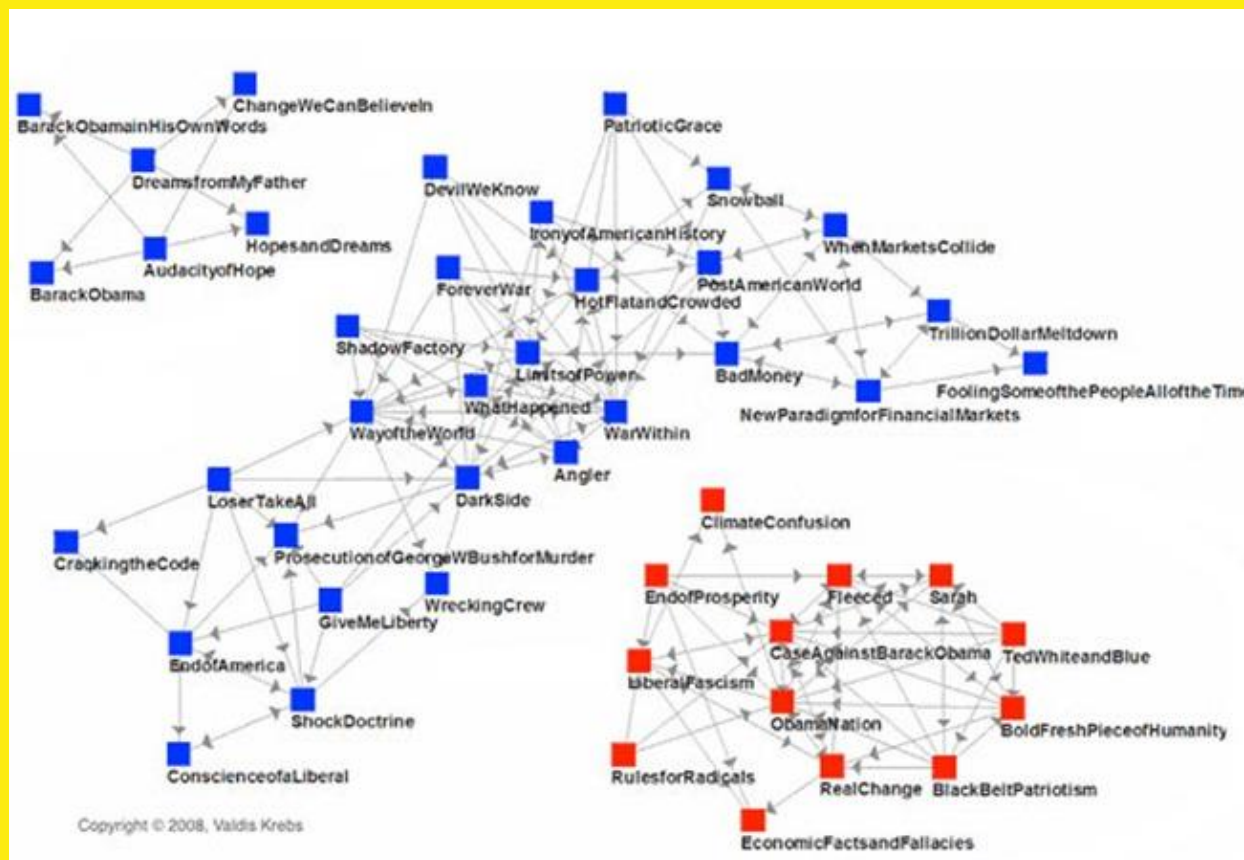 ChangeWeCanBelieveIn
BarackObamainHisOwnWords
PatrioticGrace
DreamsfromMyFather
DevilWeKnow
Snowball
IronyofAmericanHistory
HopesandDreams
WhenMarketsCollide
AudacityofHope
PostAmericanWorld
BarackObama
ForeverWar
HotFlatandCrowded
TrillionDollarMeltdown
ShadowFactory
LimitsofPower
BadMoney
FoolingSomeofthePeopleAlloftheTime
WhatHappened
NewParadigmforFinancialMarkets
WayoftheWorld
WarWithin
Angler
LoserTakeAll
DarkSide
ClimateConfusion
ProsecutionofGeorgeWBushforMurder
CrackingtheCode
EndofProsperity
Fleeced
Sarah
WreckingCrew
GiveMeLiberty
CaseAgainstBarackObama
TedWhiteandBlue
EndofAmerica
LiberalFascism
ShockDoctrine
ObamaNation
BoldFreshPieceofHumanity
ConscienceofaLiberal
RulesforRadicals
RealChange
BlackBeltPatriotism
Copyright © 2008, Valdis Krebs
EconomicFactsandFallacies